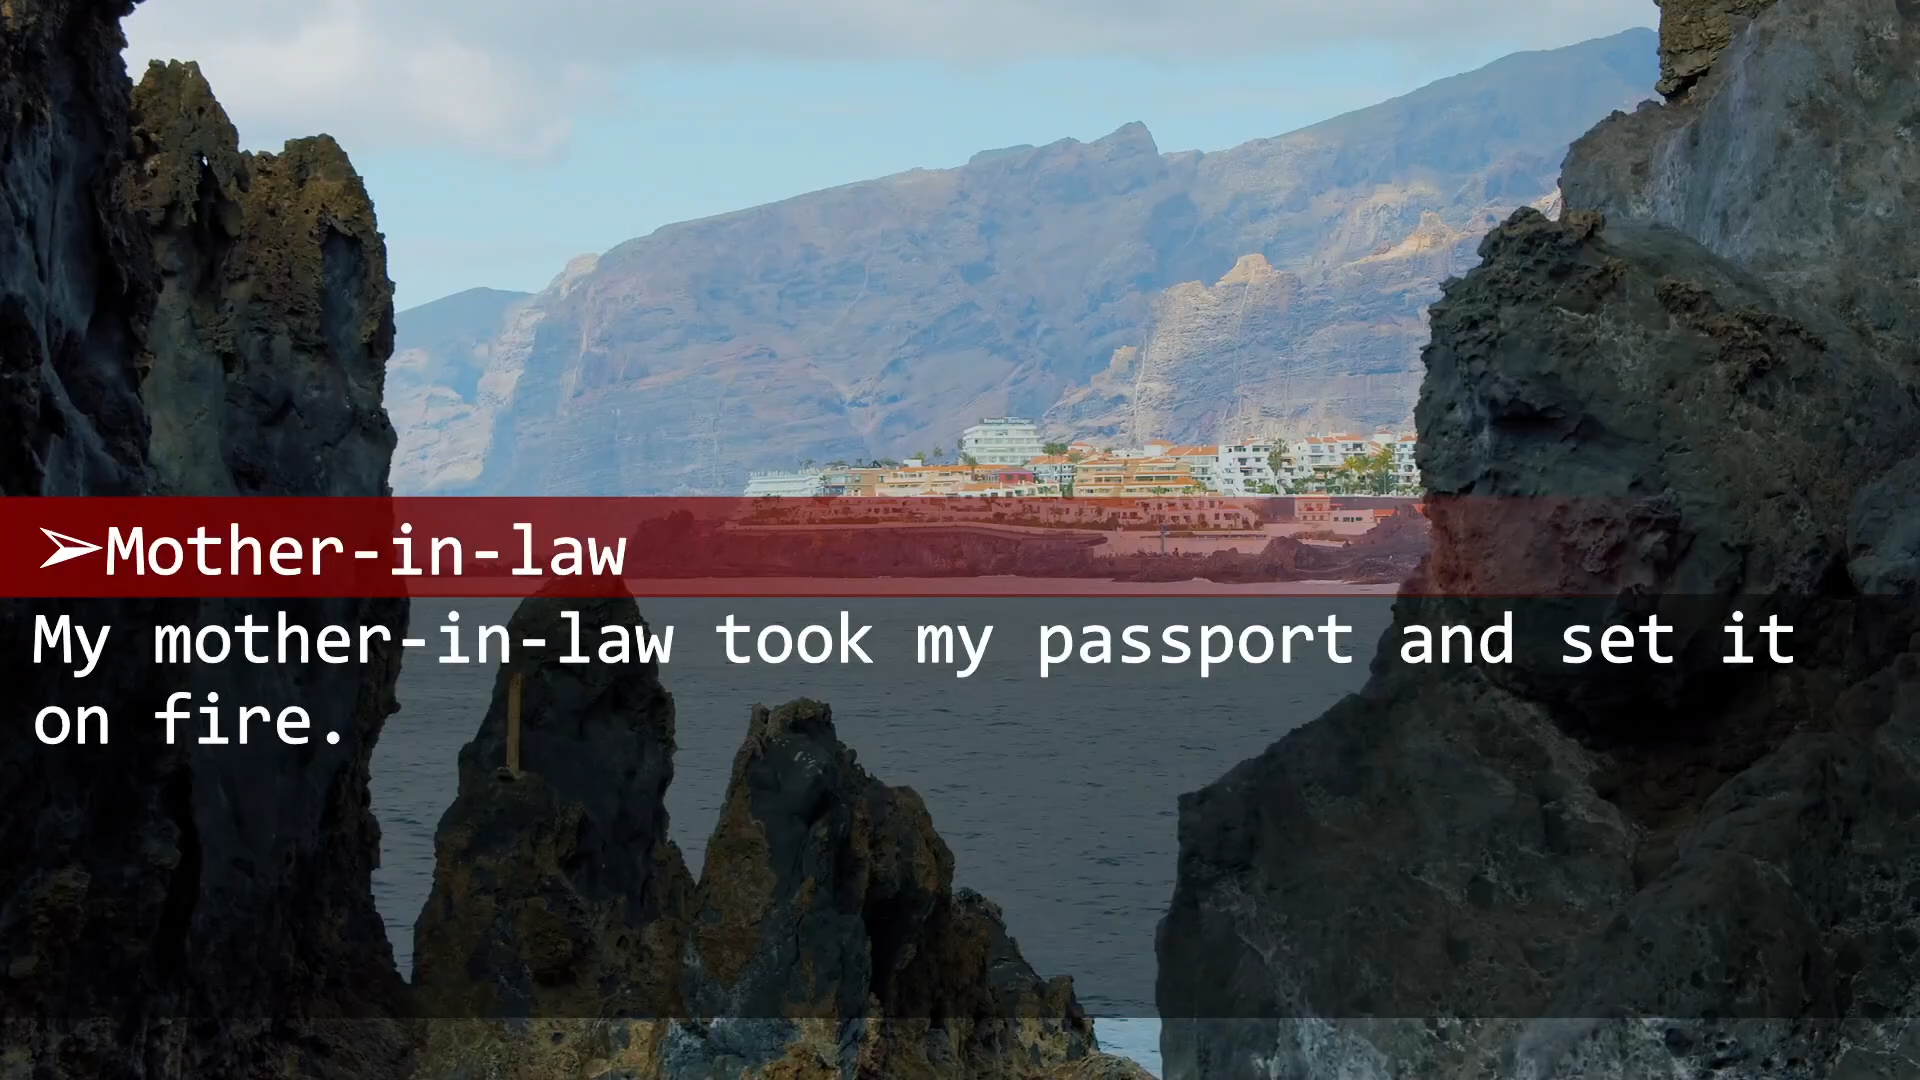 ➢Mother-in-law
My mother-in-law took my passport and set it
on fire.